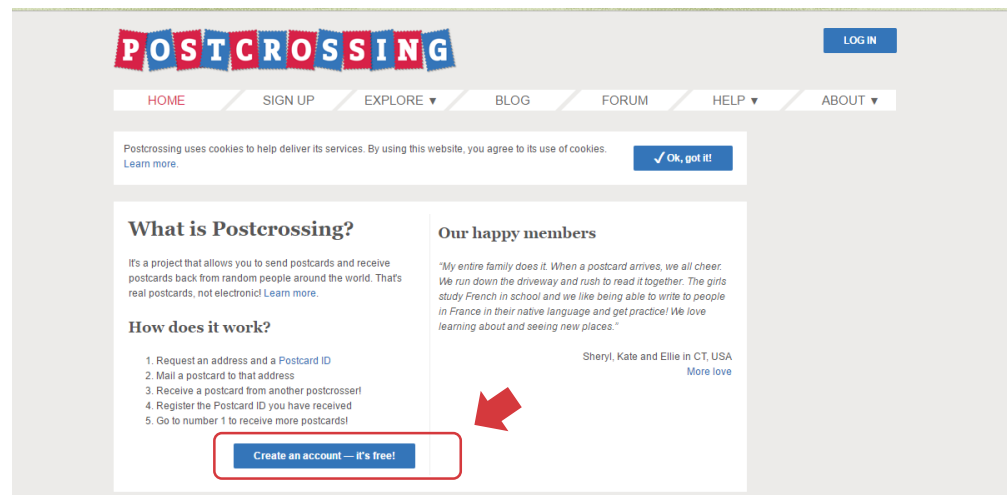 POSTCROSSING
LOG IN
HOME SIGN UP EXPLORE ▼ BLOG FORUM HELP ▼ ABOUT ▼
Postcrossing uses cookies to help deliver its services. By using this website, you agree to its use of cookies.
Learn more.
✓ Ok, got it!
What is Postcrossing?
It's a project that allows you to send postcards and receive
postcards back from random people around the world. That's
real postcards, not electronic! Learn more.
How does it work?
1. Request an address and a Postcard ID
2. Mail a postcard to that address
3. Receive a postcard from another postcrosser!
4. Register the Postcard ID you have received
5. Go to number 1 to receive more postcards!
Create an account — it's free!
Our happy members
"My entire family does it. When a postcard arrives, we all cheer.
We run down the driveway and rush to read it together. The girls
study French in school and we like being able to write to people
in France in their native language and get practice! We love
learning about and seeing new places."
Sheryl, Kate and Ellie in CT, USA
More love